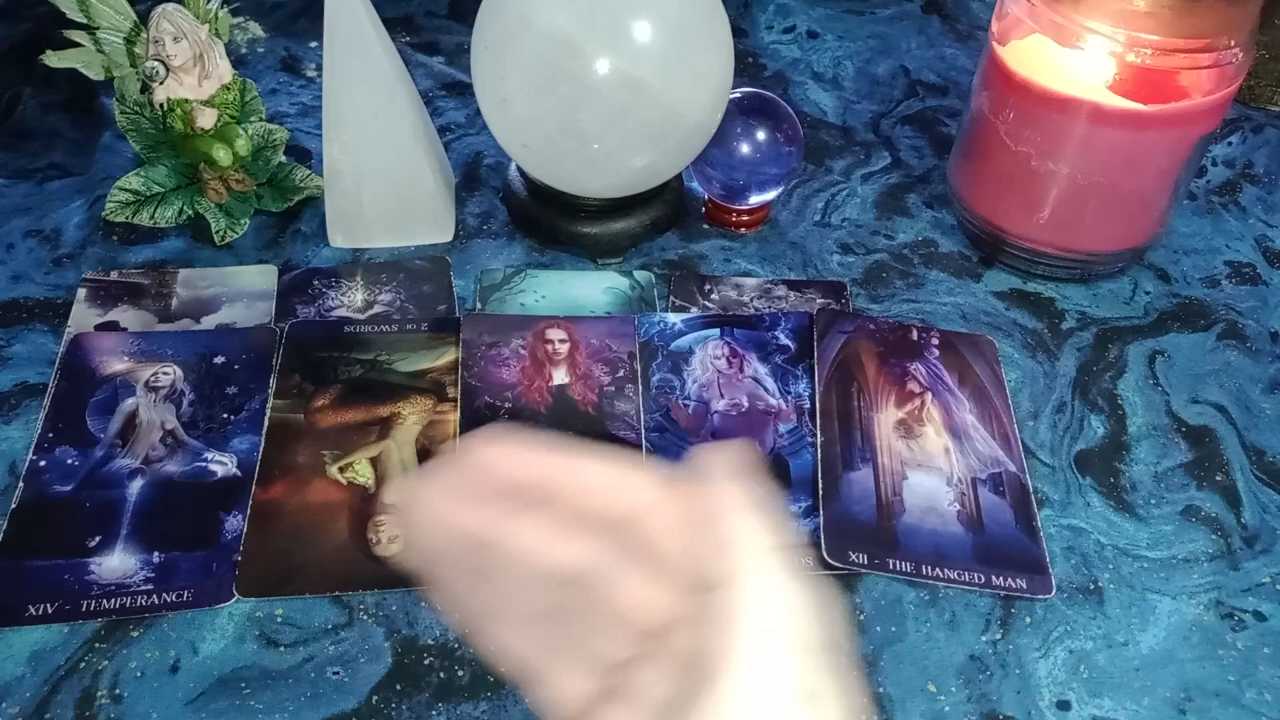 2 OF SWORDS
XIV - TEMPERANCE
XII - THE HANGED MAN